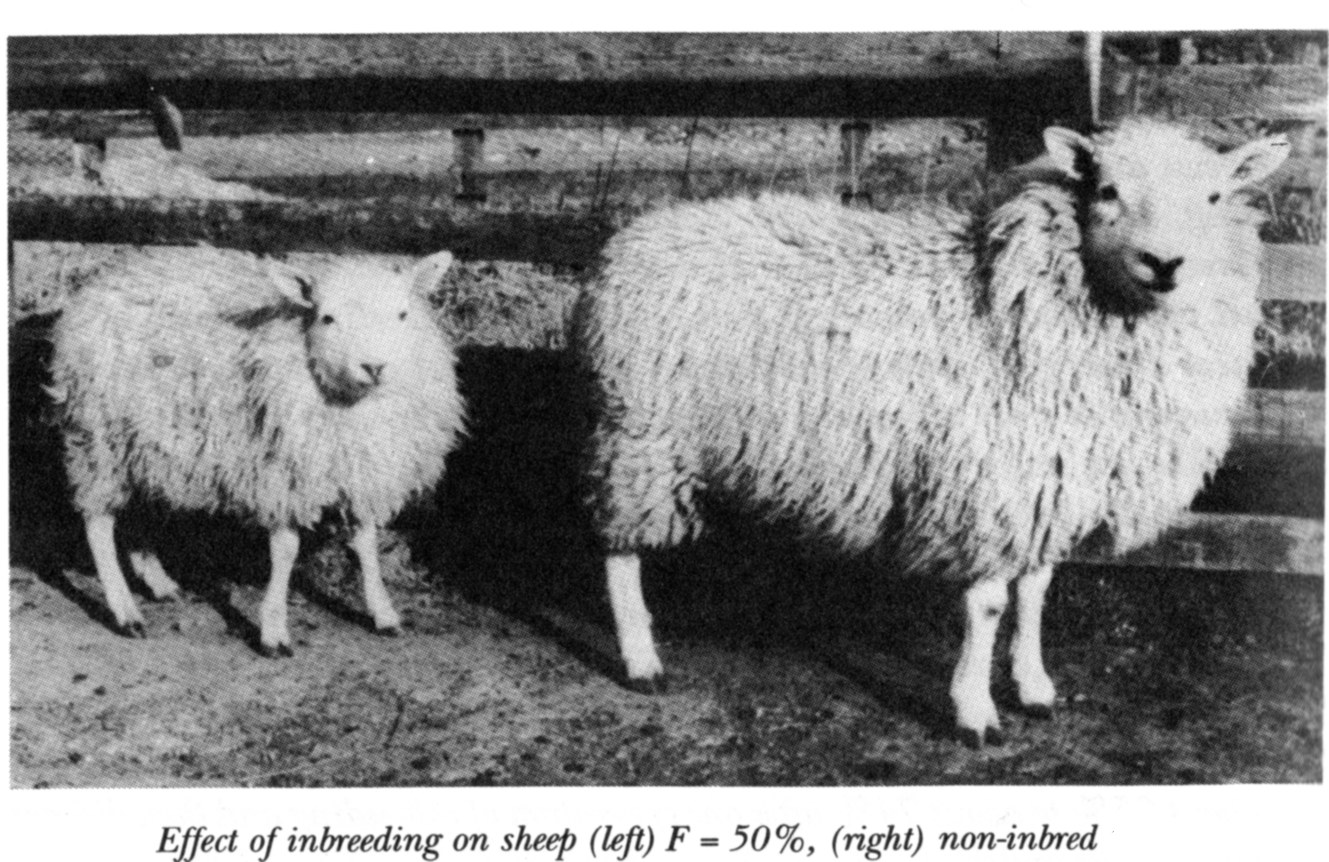 Effect of inbreeding on sheep (left) F = 50%, (right) non-inbred